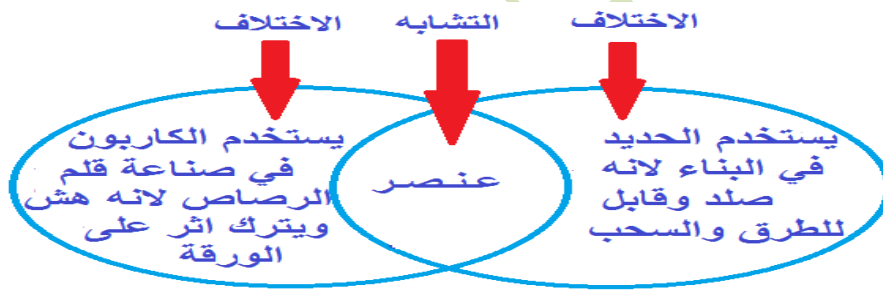 الاختلاف
التشابه
الاختلاف
يستخدم الحديد
في البناء لانه
صلد وقابل
للطرق والسحب
عنصر
يستخدم الكاربون
في صناعة قلم
الرصاص لانه هش
ويترك اثر على
الورقة